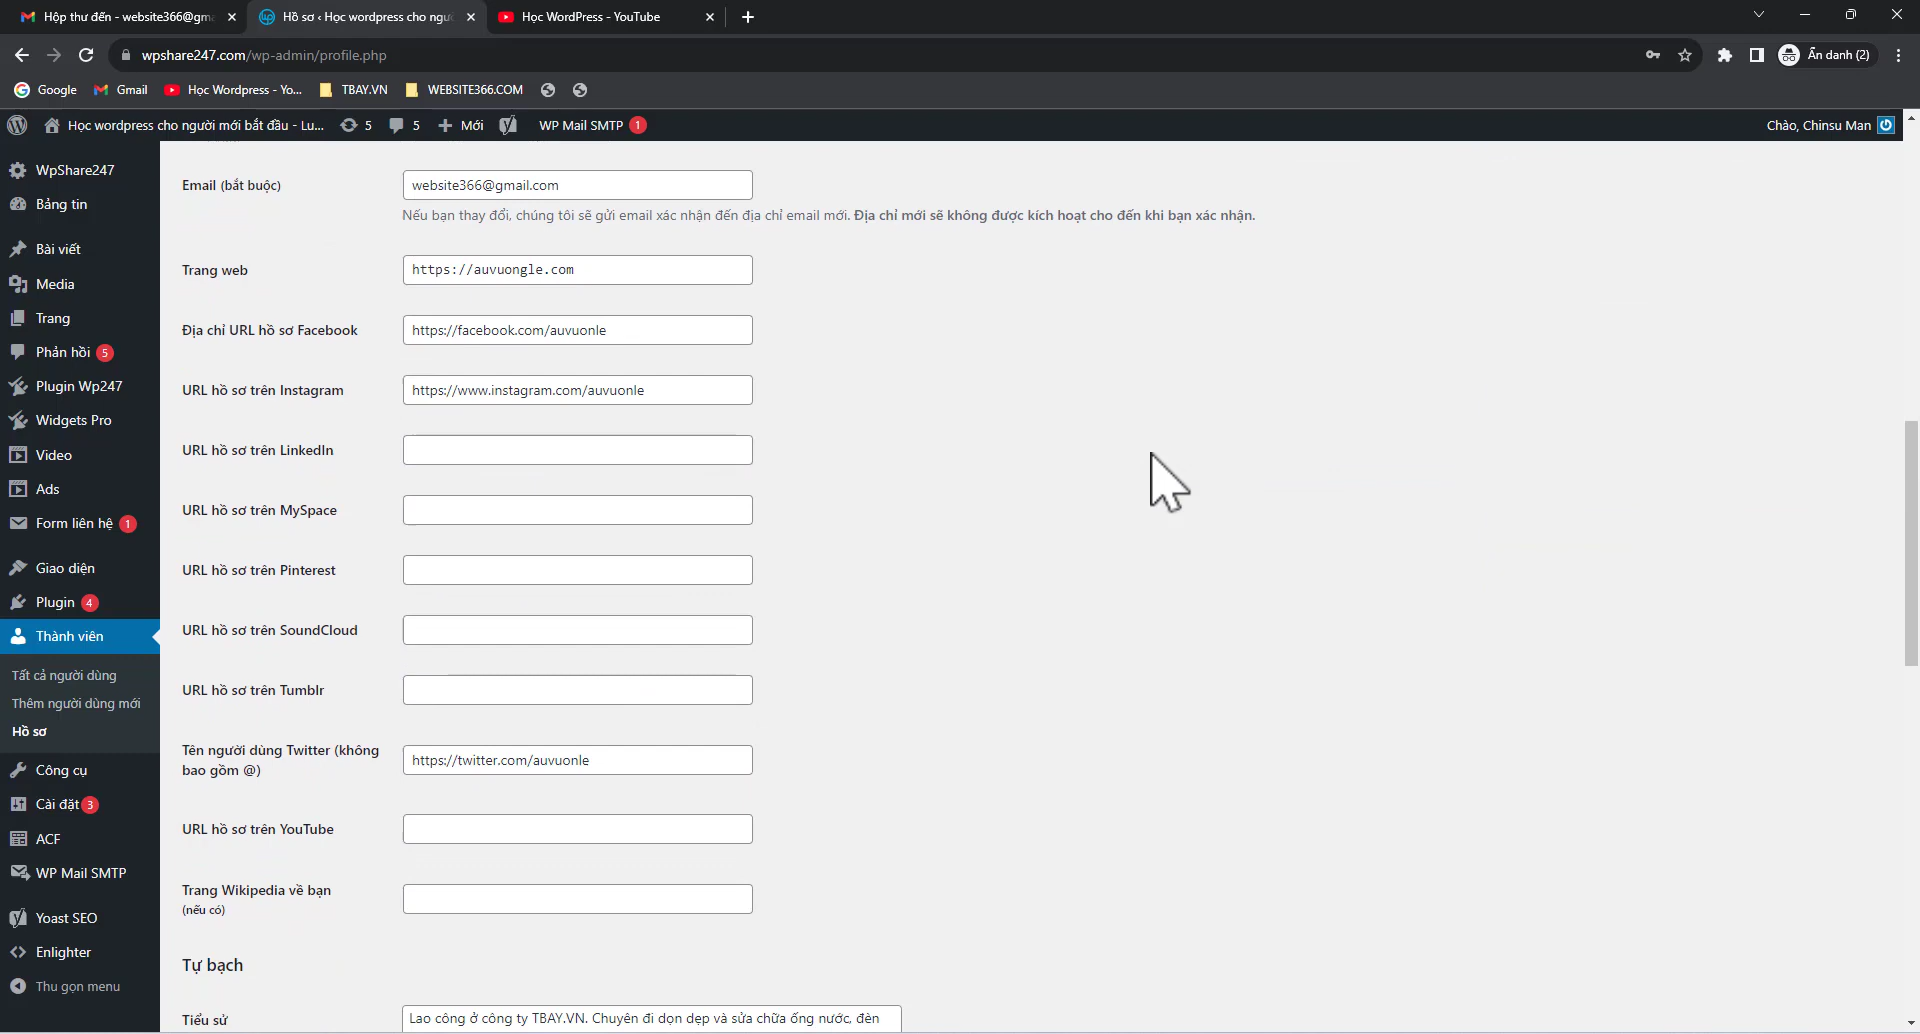 Hộp thư đến - website366@gm
Hồ sơ ‹ Học wordpress cho ngư
Học WordPress - YouTube
wpshare247.com/wp-admin/profile.php
Ẩn danh (2)
Google
Gmail
Học Wordpress - Yo...
TBAY.VN
WEBSITE366.COM
Học wordpress cho người mới bắt đầu - Lu...
5
5
Mới
WP Mail SMTP 1
Chào, Chinsu Man
WpShare247
Bảng tin
Bài viết
Media
Trang
Phản hồi 5
Plugin Wp247
Widgets Pro
Video
Ads
Form liên hệ 1
Giao diện
Plugin 4
Thành viên
Tất cả người dùng
Thêm người dùng mới
Hồ sơ
Công cụ
Cài đặt 3
ACF
WP Mail SMTP
Yoast SEO
Enlighter
Thu gọn menu
Email (bắt buộc)
website366@gmail.com
Nếu bạn thay đổi, chúng tôi sẽ gửi email xác nhận đến địa chỉ email mới. Địa chỉ mới sẽ không được kích hoạt cho đến khi bạn xác nhận.
Trang web
https://auvuongle.com
Địa chỉ URL hồ sơ Facebook
https://facebook.com/auvuonle
URL hồ sơ trên Instagram
https://www.instagram.com/auvuonle
URL hồ sơ trên LinkedIn
URL hồ sơ trên MySpace
URL hồ sơ trên Pinterest
URL hồ sơ trên SoundCloud
URL hồ sơ trên Tumblr
Tên người dùng Twitter (không
bao gồm @)
https://twitter.com/auvuonle
URL hồ sơ trên YouTube
Trang Wikipedia về bạn
(nếu có)
Tự bạch
Tiểu sử
Lao công ở công ty TBAY.VN. Chuyên đi dọn dẹp và sửa chữa ống nước, đèn